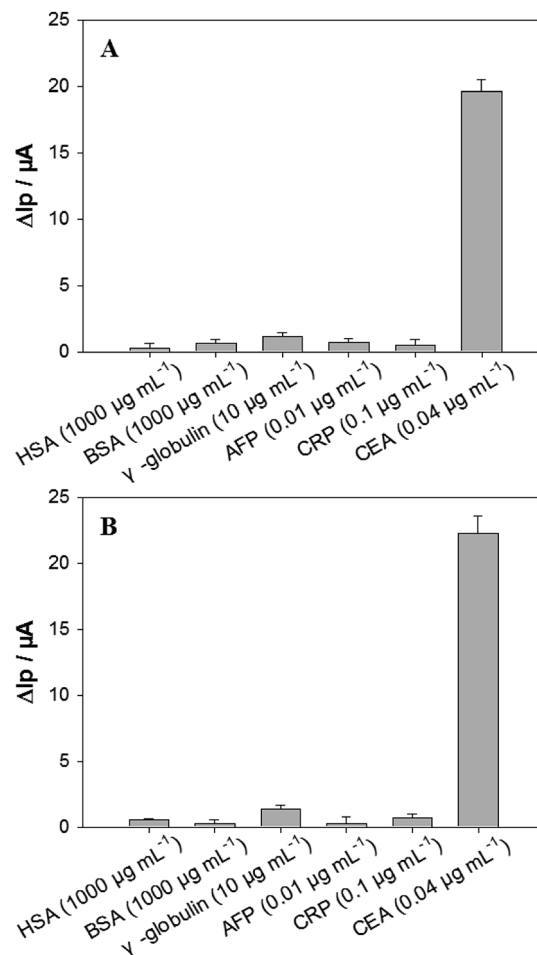 A
ΔIp / µA
25
20
15
10
5
0
HSA (1000 µg mL⁻¹)
BSA (1000 µg mL⁻¹)
γ -globulin (10 µg mL⁻¹)
AFP (0.01 µg mL⁻¹)
CRP (0.1 µg mL⁻¹)
CEA (0.04 µg mL⁻¹)
B
ΔIp / µA
25
20
15
10
5
0
HSA (1000 µg mL⁻¹)
BSA (1000 µg mL⁻¹)
γ -globulin (10 µg mL⁻¹)
AFP (0.01 µg mL⁻¹)
CRP (0.1 µg mL⁻¹)
CEA (0.04 µg mL⁻¹)